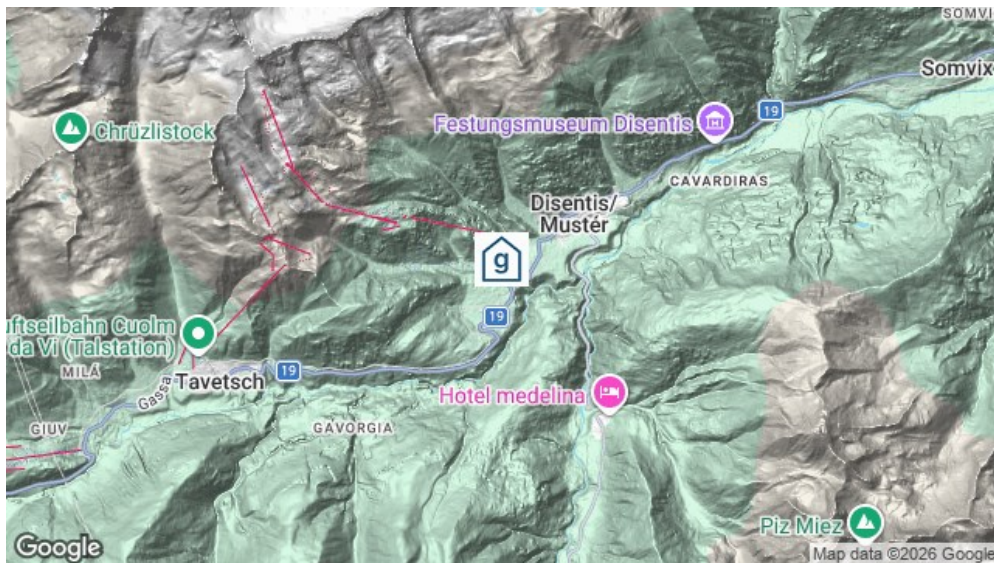 SOMVI
Somvix
19
Chrüzlistock
Festungsmuseum Disentis
CAVARDIRAS
Disentis/
Mustér
g
19
uftseilbahn Cuolm
da Vi (Talstation)
MILÁ
Tavetsch
19
Gassa
Hotel medelina
GIUV
GAVORGIA
Piz Miez
Google
Map data ©2026 Google